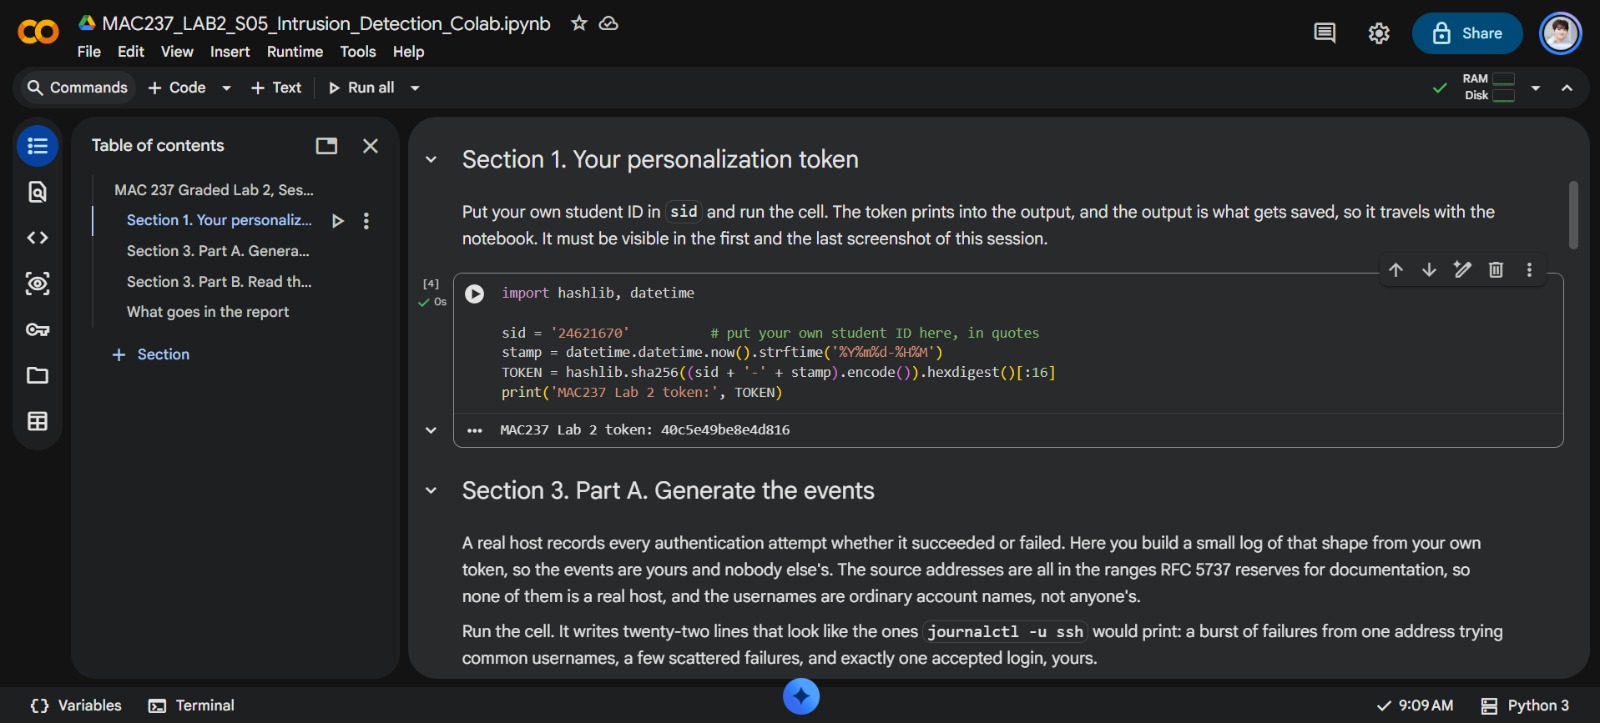 MAC237_LAB2_S05_Intrusion_Detection_Colab.ipynb
File Edit View Insert Runtime Tools Help
Share
Commands + Code + Text Run all
RAM
Disk
Table of contents
MAC 237 Graded Lab 2, Ses...
Section 1. Your personaliz...
Section 3. Part A. Genera...
Section 3. Part B. Read th...
What goes in the report
+ Section
Section 1. Your personalization token
Put your own student ID in sid and run the cell. The token prints into the output, and the output is what gets saved, so it travels with the
notebook. It must be visible in the first and the last screenshot of this session.
[4]
0s
import hashlib, datetime
sid = '24621670' # put your own student ID here, in quotes
stamp = datetime.datetime.now().strftime('%Y%m%d-%H%M')
TOKEN = hashlib.sha256((sid + '-' + stamp).encode()).hexdigest()[:16]
print('MAC237 Lab 2 token:', TOKEN)
MAC237 Lab 2 token: 40c5e49be8e4d816
Section 3. Part A. Generate the events
A real host records every authentication attempt whether it succeeded or failed. Here you build a small log of that shape from your own
token, so the events are yours and nobody else's. The source addresses are all in the ranges RFC 5737 reserves for documentation, so
none of them is a real host, and the usernames are ordinary account names, not anyone's.
Run the cell. It writes twenty-two lines that look like the ones journalctl -u ssh would print: a burst of failures from one address trying
common usernames, a few scattered failures, and exactly one accepted login, yours.
Variables Terminal
9:09 AM Python 3